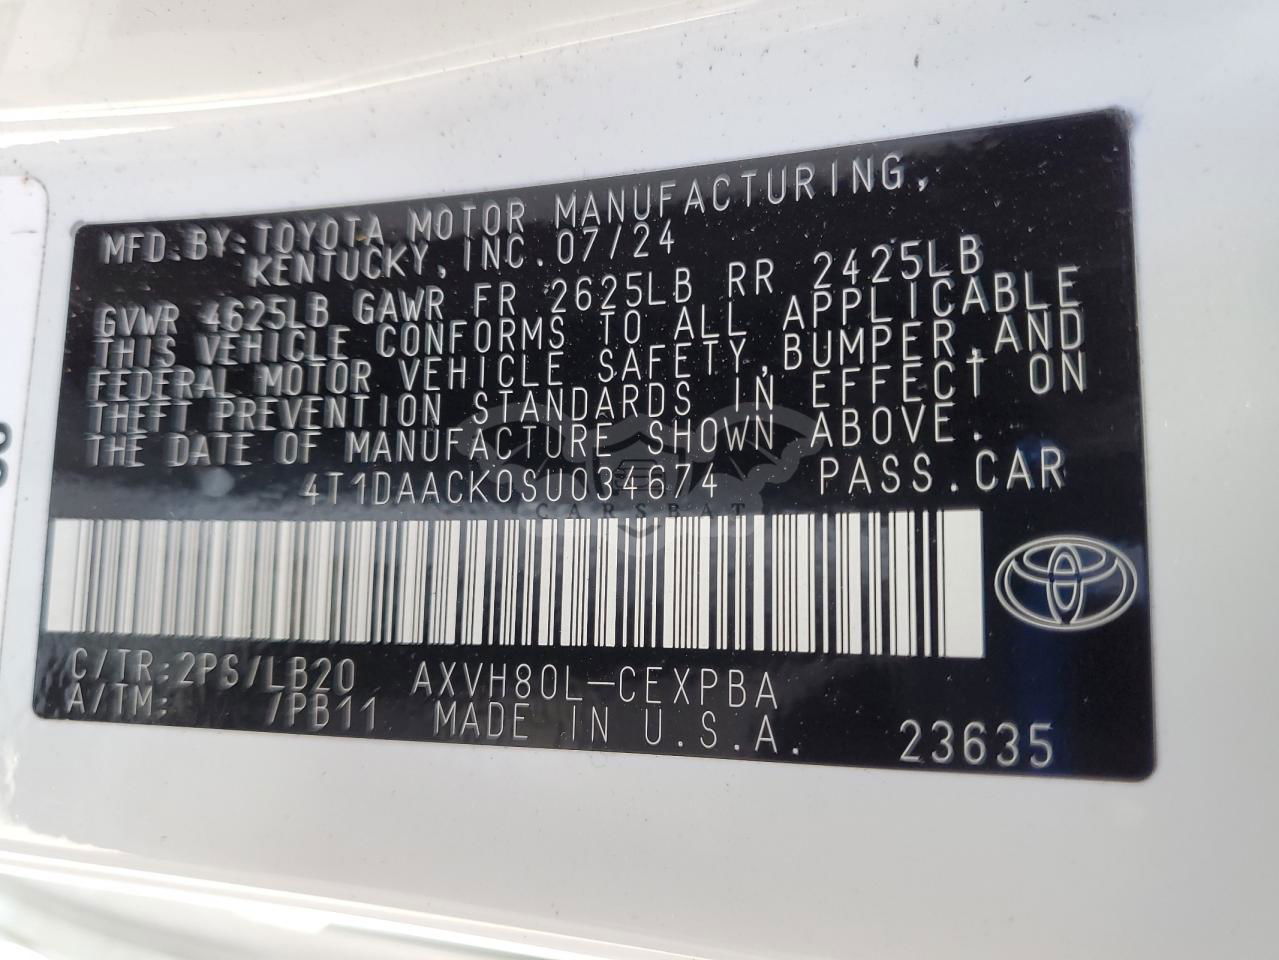 MFD.BY:TOYOTA MOTOR MANUFACTURING,
KENTUCKY, INC. 07/24
GVWR 4625LB GAWR FR 2625LB RR 2425LB
THIS VEHICLE CONFORMS TO ALL APPLICABLE
FEDERAL MOTOR VEHICLE SAFETY, BUMPER, AND
THEFT PREVENTION STANDARDS IN EFFECT ON
THE DATE OF MANUFACTURE SHOWN ABOVE.
4T1DAACK0SU034674 PASS.CAR
CARSBAT
C/TR:2PS/LB20 AXVH80L-CEXPBA
A/TM: /PB11 MADE IN U.S.A. 23635